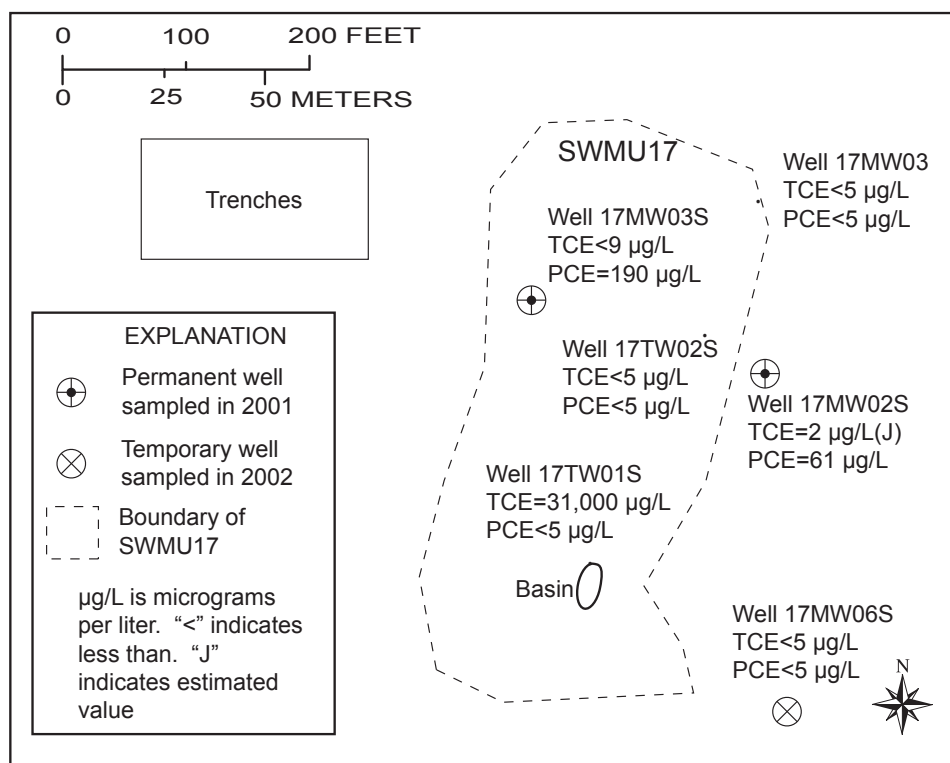 0 100 200 FEET
0 25 50 METERS
Trenches
SWMU17
Well 17MW03
TCE<5 µg/L
PCE<5 µg/L
Well 17MW03S
TCE<9 µg/L
PCE=190 µg/L
Well 17TW02S
TCE<5 µg/L
PCE<5 µg/L
Well 17MW02S
TCE=2 µg/L(J)
PCE=61 µg/L
Well 17TW01S
TCE=31,000 µg/L
PCE<5 µg/L
Basin
Well 17MW06S
TCE<5 µg/L
PCE<5 µg/L
N
EXPLANATION
Permanent well
sampled in 2001
Temporary well
sampled in 2002
Boundary of
SWMU17
µg/L is micrograms
per liter. “<” indicates
less than. “J”
indicates estimated
value